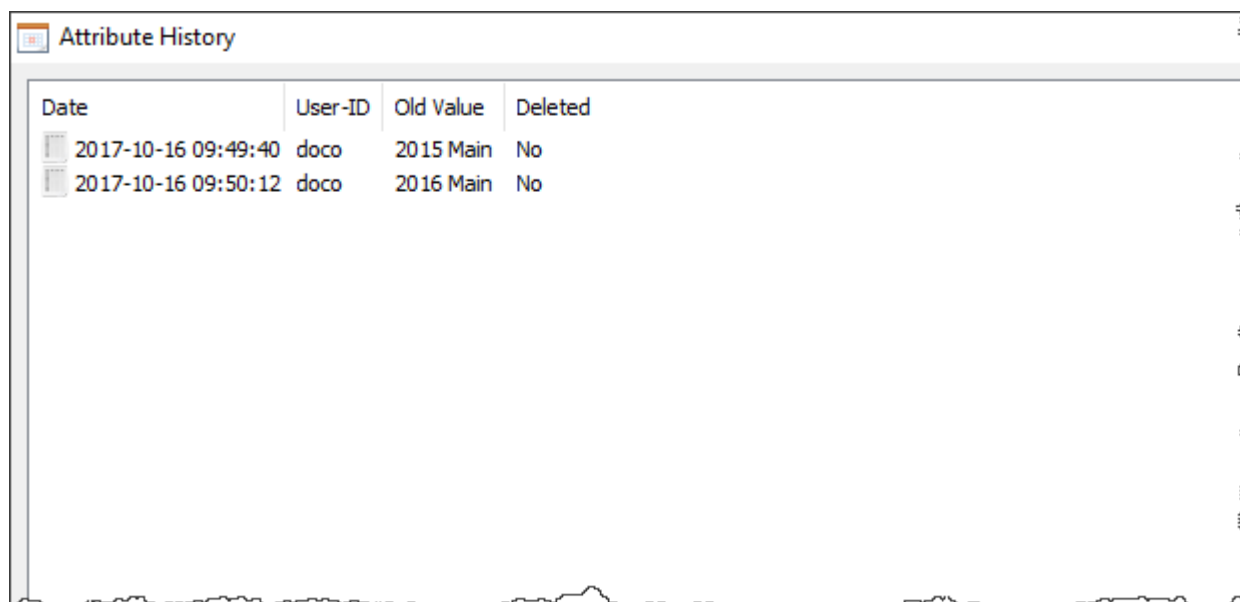 Attribute History
Date User-ID Old Value Deleted
2017-10-16 09:49:40 doco 2015 Main No
2017-10-16 09:50:12 doco 2016 Main No